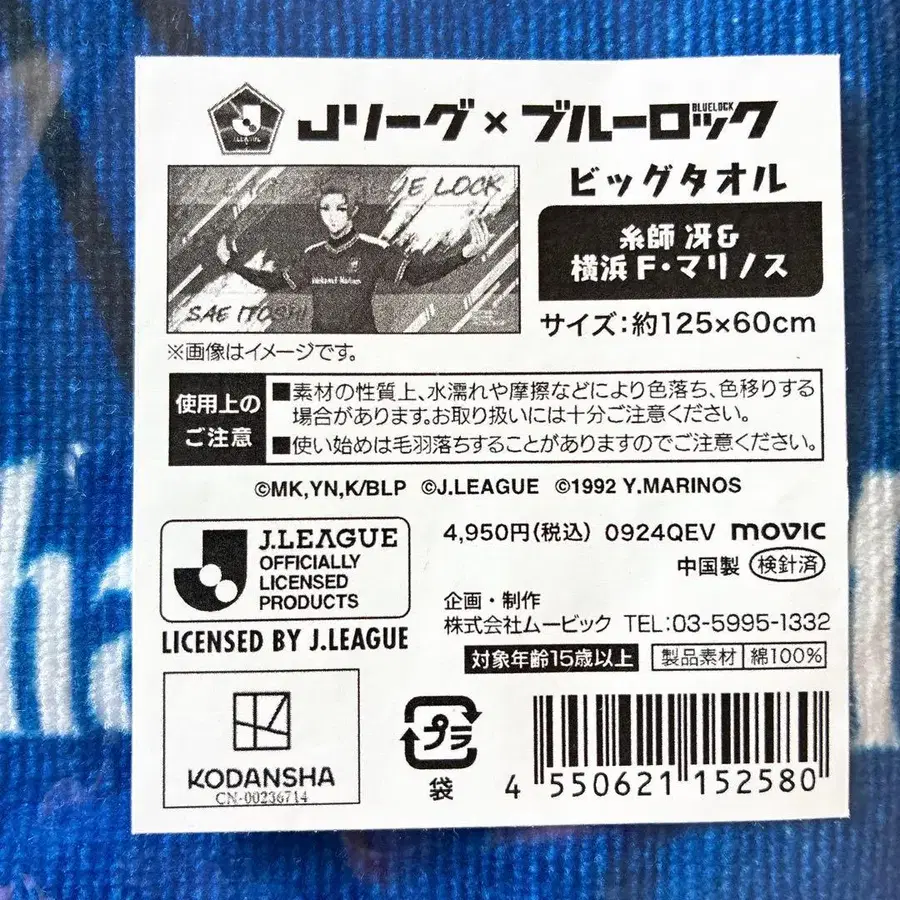 J.LEAGUE
Jリーグ×ブルーロック
BLUELOCK
ビッグタオル
糸師 冴&
横浜F・マリノス
SAE ITOSHI
サイズ:約125×60cm
※画像はイメージです。
使用上の
ご注意
■素材の性質上、水濡れや摩擦などにより色落ち、色移りする
場合があります。お取り扱いには十分ご注意ください。
■使い始めは毛羽落ちすることがありますのでご注意ください。
©MK,YN,K/BLP ©J.LEAGUE ©1992 Y.MARINOS
J.LEAGUE
OFFICIALLY
LICENSED
PRODUCTS
LICENSED BY J.LEAGUE
4,950円(税込) 0924QEV movic
中国製 検針済
企画・制作
株式会社ムービック TEL:03-5995-1332
対象年齢15歳以上 製品素材 綿100%
KODANSHA
CN-00236714
プラ
袋
4 550621 152580